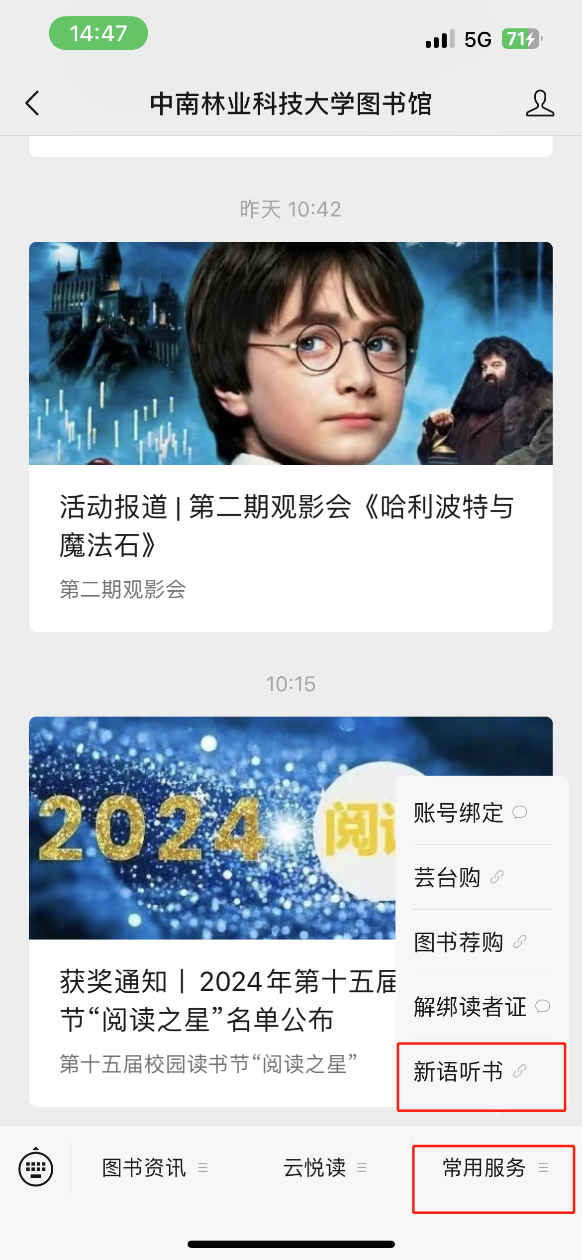 14:47
5G
71
中南林业科技大学图书馆
昨天 10:42
活动报道 | 第二期观影会《哈利波特与
魔法石》
第二期观影会
10:15
2024 阅
获奖通知丨 2024年第十五届
节“阅读之星”名单公布
第十五届校园读书节“阅读之星”
账号绑定
芸台购
图书荐购
解绑读者证
新语听书
图书资讯
云悦读
常用服务